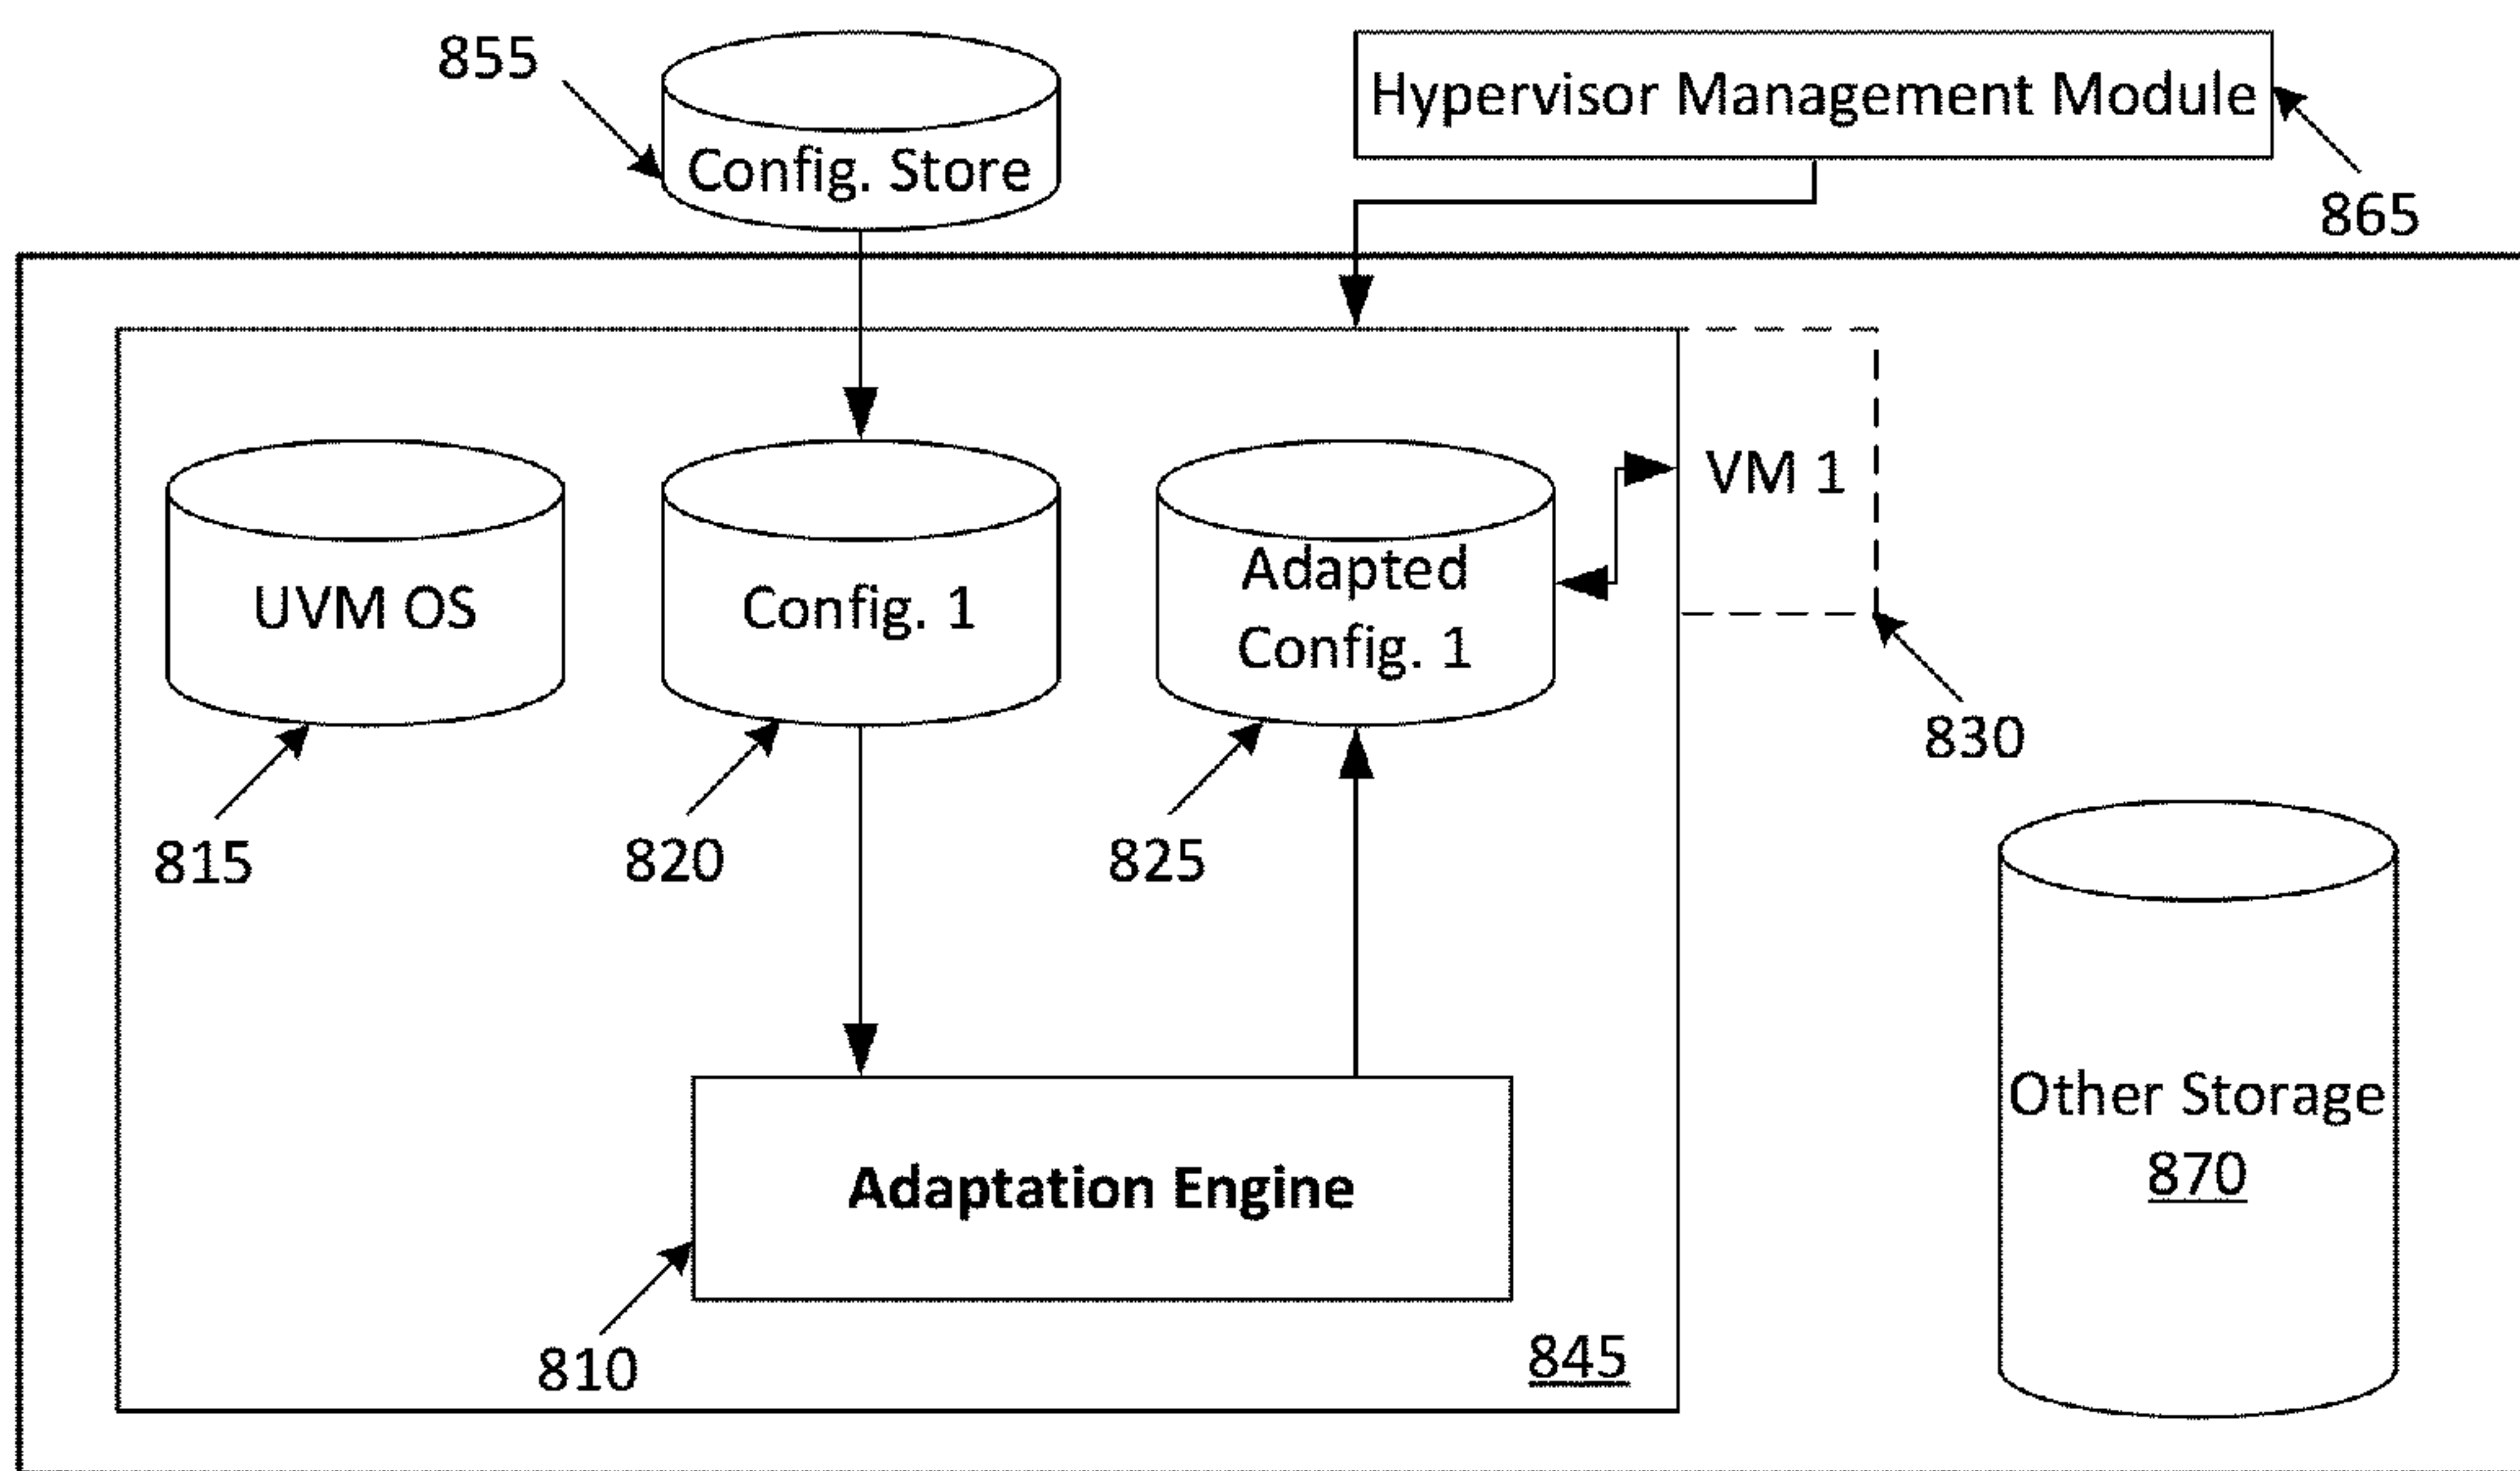 855
Config. Store
Hypervisor Management Module
865
UVM OS
Config. 1
Adapted
Config. 1
VM 1
815
820
825
830
Adaptation Engine
810
845
Other Storage
870